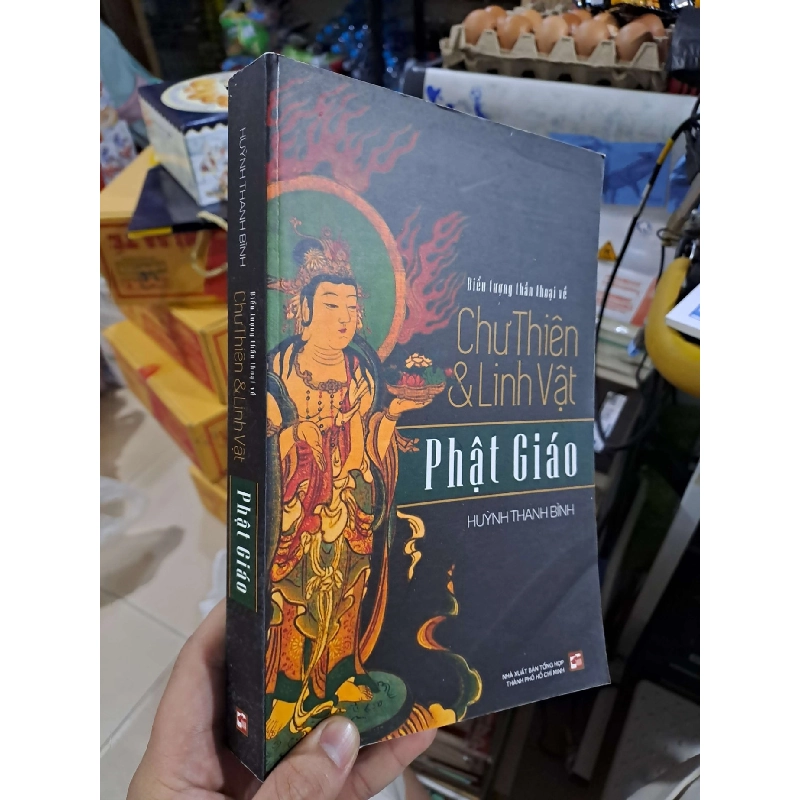 Biểu tượng thần thoại về
Chư Thiên
& Linh Vật
Phật Giáo
HUỲNH THANH BÌNH
NHÀ XUẤT BẢN TỔNG HỢP
THÀNH PHỐ HỒ CHÍ MINH
HUỲNH THANH BÌNH
Biểu tượng thần thoại về
Chư Thiên & Linh Vật
Phật Giáo